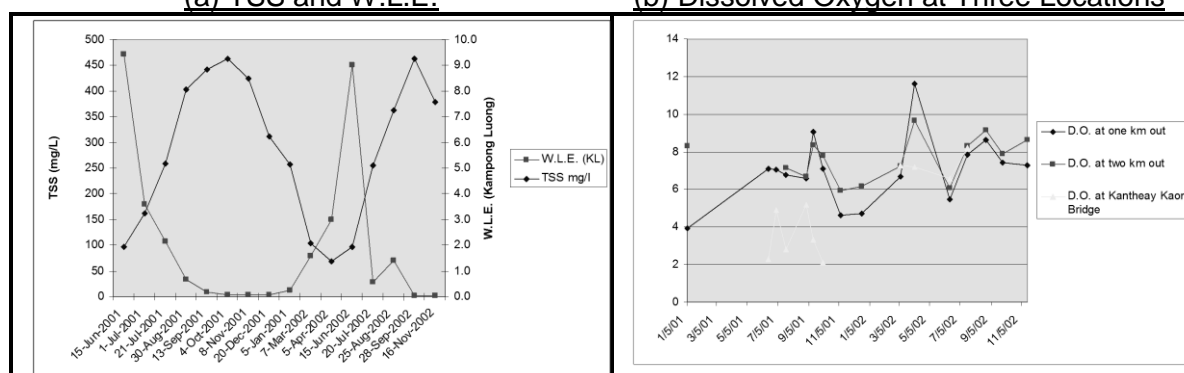 (a) TSS and W.L.E.
(b) Dissolved Oxygen at Three Locations
500
450
400
350
300
250
200
150
100
50
0
TSS (mg/L)
10.0
9.0
8.0
7.0
6.0
5.0
4.0
3.0
2.0
1.0
0.0
W.L.E. (Kampong Luong)
15-Jun-2001
1-Jul-2001
21-Jul-2001
30-Aug-2001
13-Sep-2001
4-Oct-2001
8-Nov-2001
20-Dec-2001
5-Jan-2001
7-Mar-2002
5-Apr-2002
15-Jun-2002
20-Jul-2002
25-Aug-2002
28-Sep-2002
16-Nov-2002
W.L.E. (KL)
TSS mg/l
14
12
10
8
6
4
2
0
1/5/01
3/5/01
5/5/01
7/5/01
9/5/01
11/5/01
1/5/02
3/5/02
5/5/02
7/5/02
9/5/02
11/5/02
D.O. at one km out
D.O. at two km out
D.O. at Kantheay Kaon
Bridge